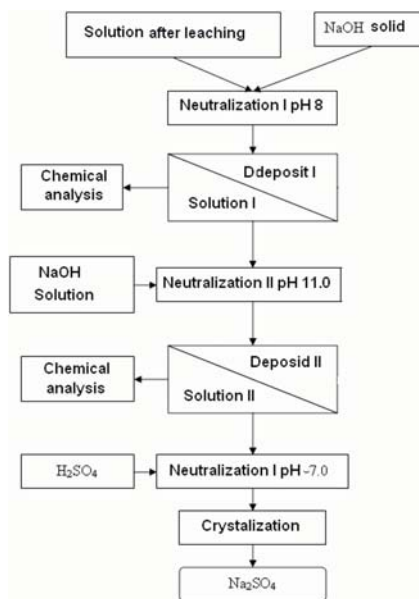 Solution after leaching
NaOH solid
Neutralization I pH 8
Chemical
analysis
Ddeposit I
Solution I
NaOH
Solution
Neutralization II pH 11.0
Chemical
analysis
Deposid II
Solution II
H₂SO₄
Neutralization I pH ~7.0
Crystalization
Na₂SO₄